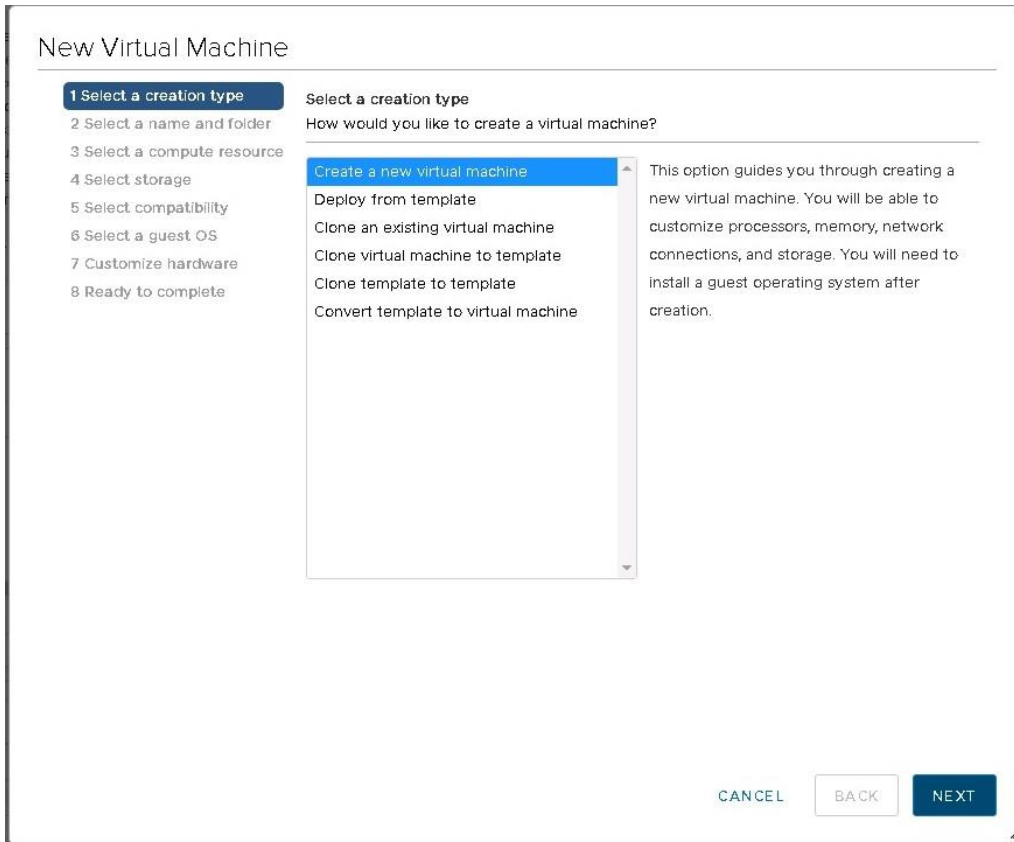 New Virtual Machine
1 Select a creation type
2 Select a name and folder
3 Select a compute resource
4 Select storage
5 Select compatibility
6 Select a guest OS
7 Customize hardware
8 Ready to complete
Select a creation type
How would you like to create a virtual machine?
Create a new virtual machine
Deploy from template
Clone an existing virtual machine
Clone virtual machine to template
Clone template to template
Convert template to virtual machine
This option guides you through creating a
new virtual machine. You will be able to
customize processors, memory, network
connections, and storage. You will need to
install a guest operating system after
creation.
CANCEL
BACK
NEXT